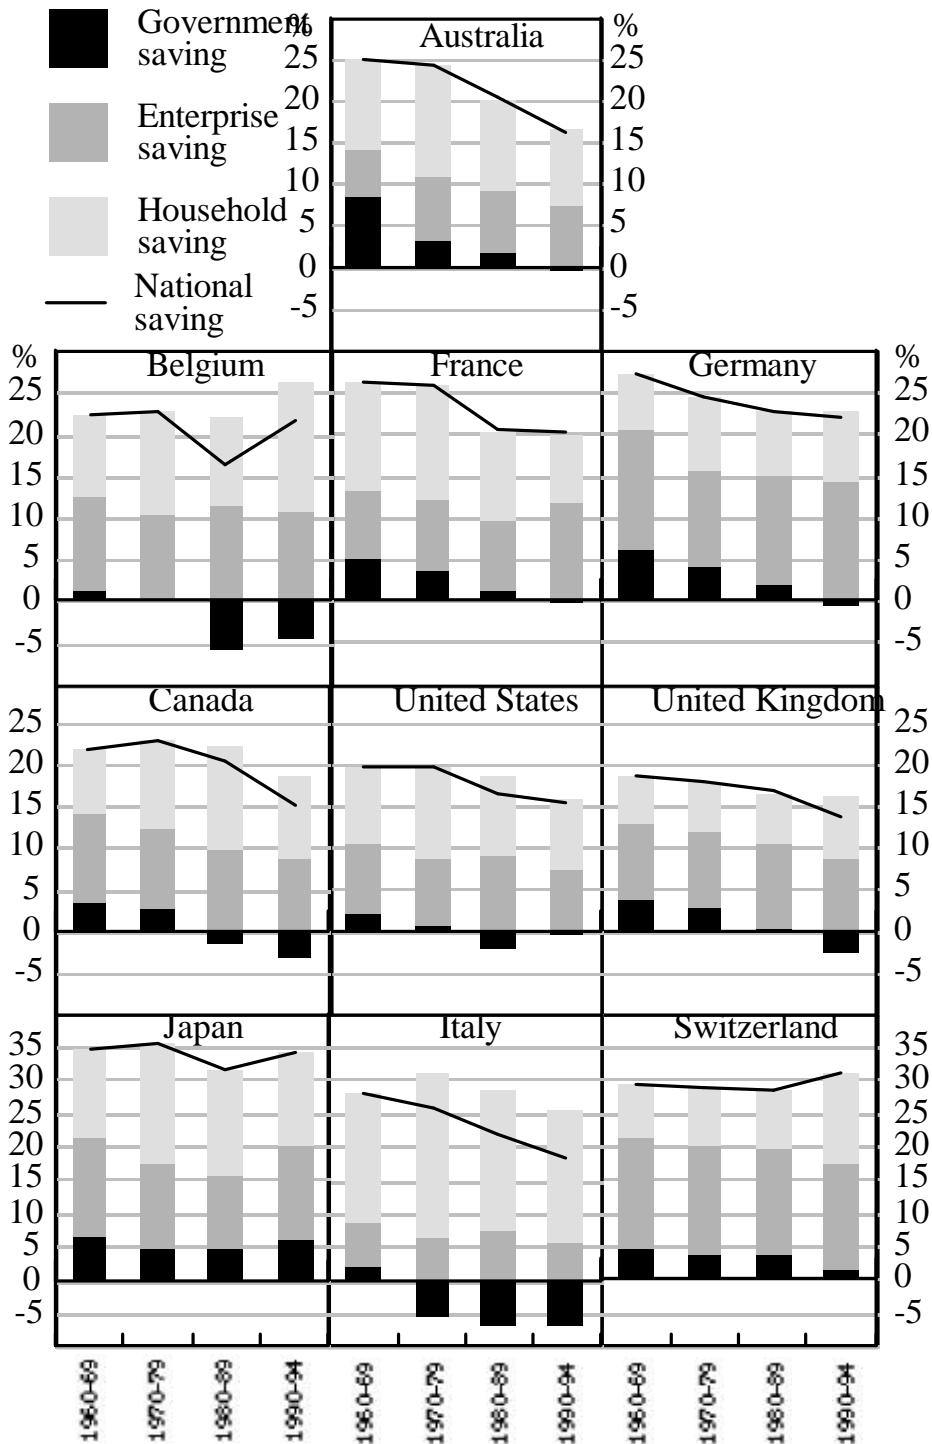 Government
saving
Enterprise
saving
Household
saving
National
saving
% Australia %
25 25
20 20
15 15
10 10
5 5
0 0
-5 -5
% Belgium France Germany %
25 25
20 20
15 15
10 10
5 5
0 0
-5 -5
Canada United States United Kingdom
25 25
20 20
15 15
10 10
5 5
0 0
-5 -5
Japan Italy Switzerland
35 35
30 30
25 25
20 20
15 15
10 10
5 5
0 0
-5 -5
1960-69 1970-79 1980-89 1990-94 1960-69 1970-79 1980-89 1990-94 1960-69 1970-79 1980-89 1990-94